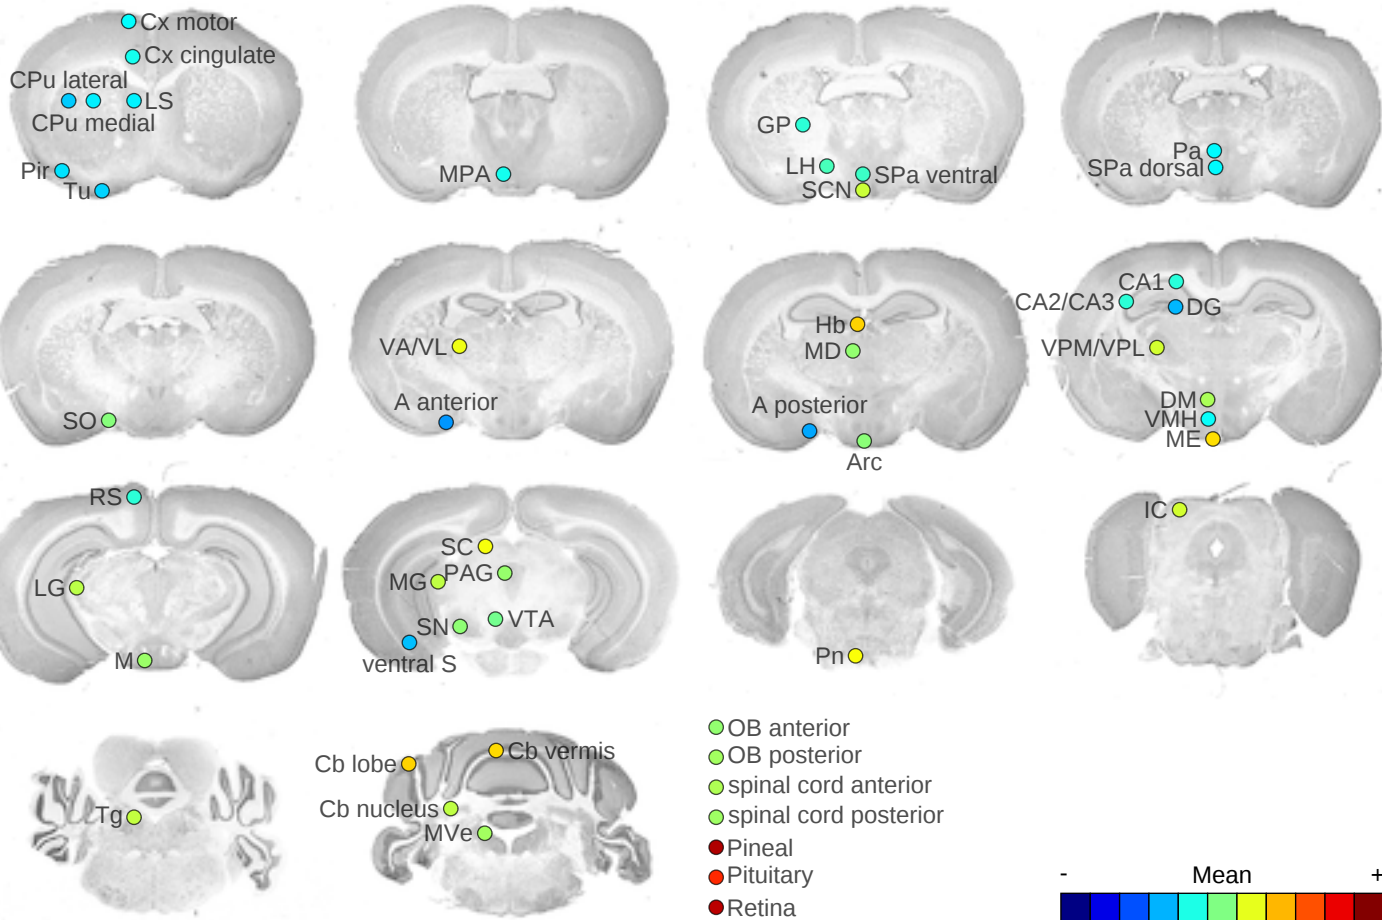 Cx motor
Cx cingulate
CPu lateral
LS
CPu medial
Pir
Tu
MPA
GP
LH
SPa ventral
SCN
Pa
SPa dorsal
SO
VA/VL
A anterior
Hb
MD
A posterior
Arc
CA1
CA2/CA3
DG
VPM/VPL
DM
VMH
ME
RS
LG
M
SC
MG
PAG
SN
VTA
ventral S
Pn
IC
Tg
Cb lobe
Cb vermis
Cb nucleus
MVe
OB anterior
OB posterior
spinal cord anterior
spinal cord posterior
Pineal
Pituitary
Retina
- Mean +